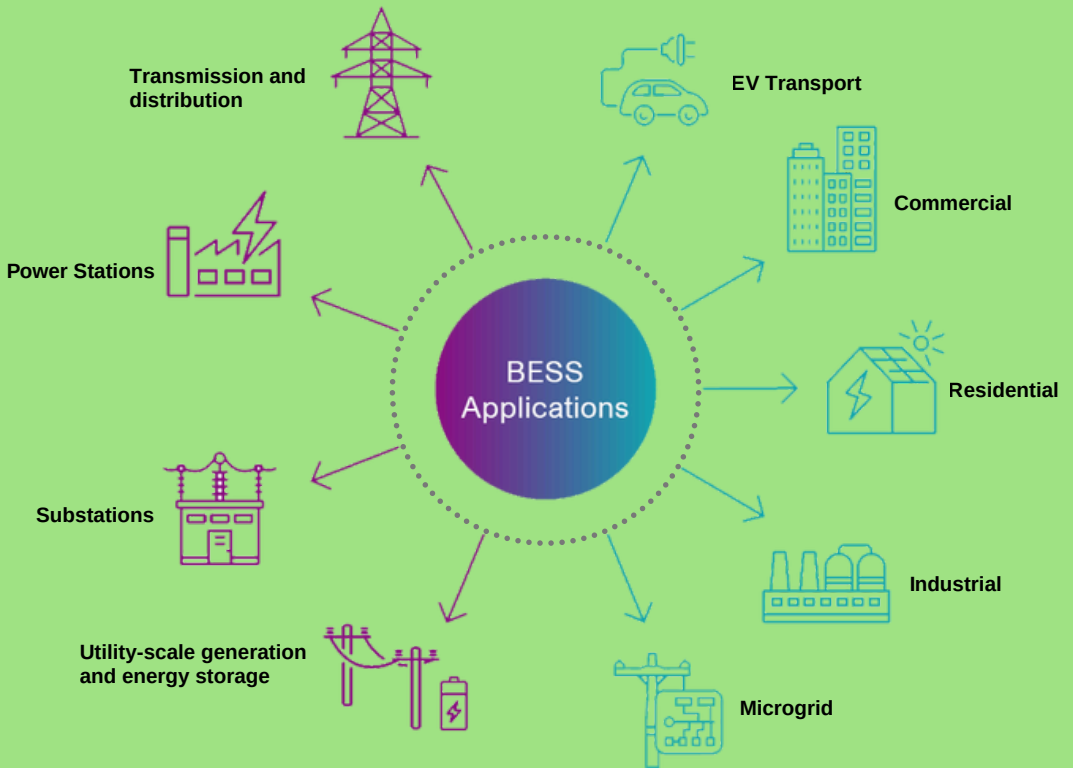 Transmission and
distribution
EV Transport
Commercial
Power Stations
BESS
Applications
Residential
Substations
Industrial
Utility-scale generation
and energy storage
Microgrid